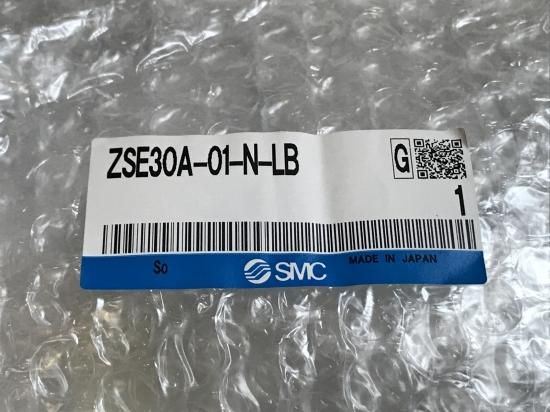 ZSE30A-01-N-LB
G
1
So
SMC
MADE IN JAPAN